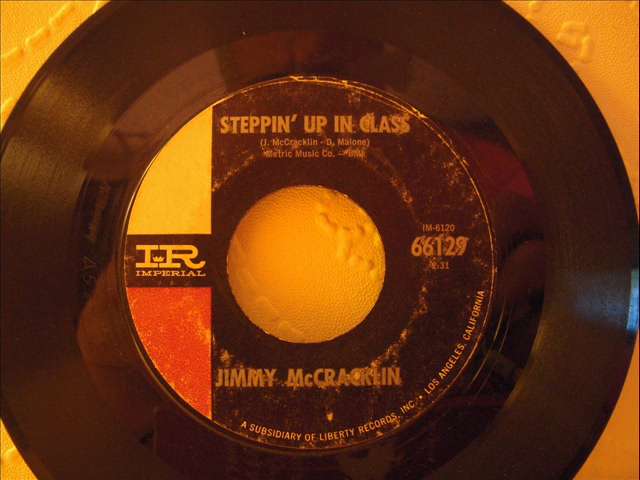 STEPPIN' UP IN CLASS
(J. McCracklin - D. Malone)
Metric Music Co. — BMI
IR
IMPERIAL
IM-6120
66129
2:31
JIMMY McCRACKLIN
A SUBSIDIARY OF LIBERTY RECORDS, INC. • LOS ANGELES, CALIFORNIA